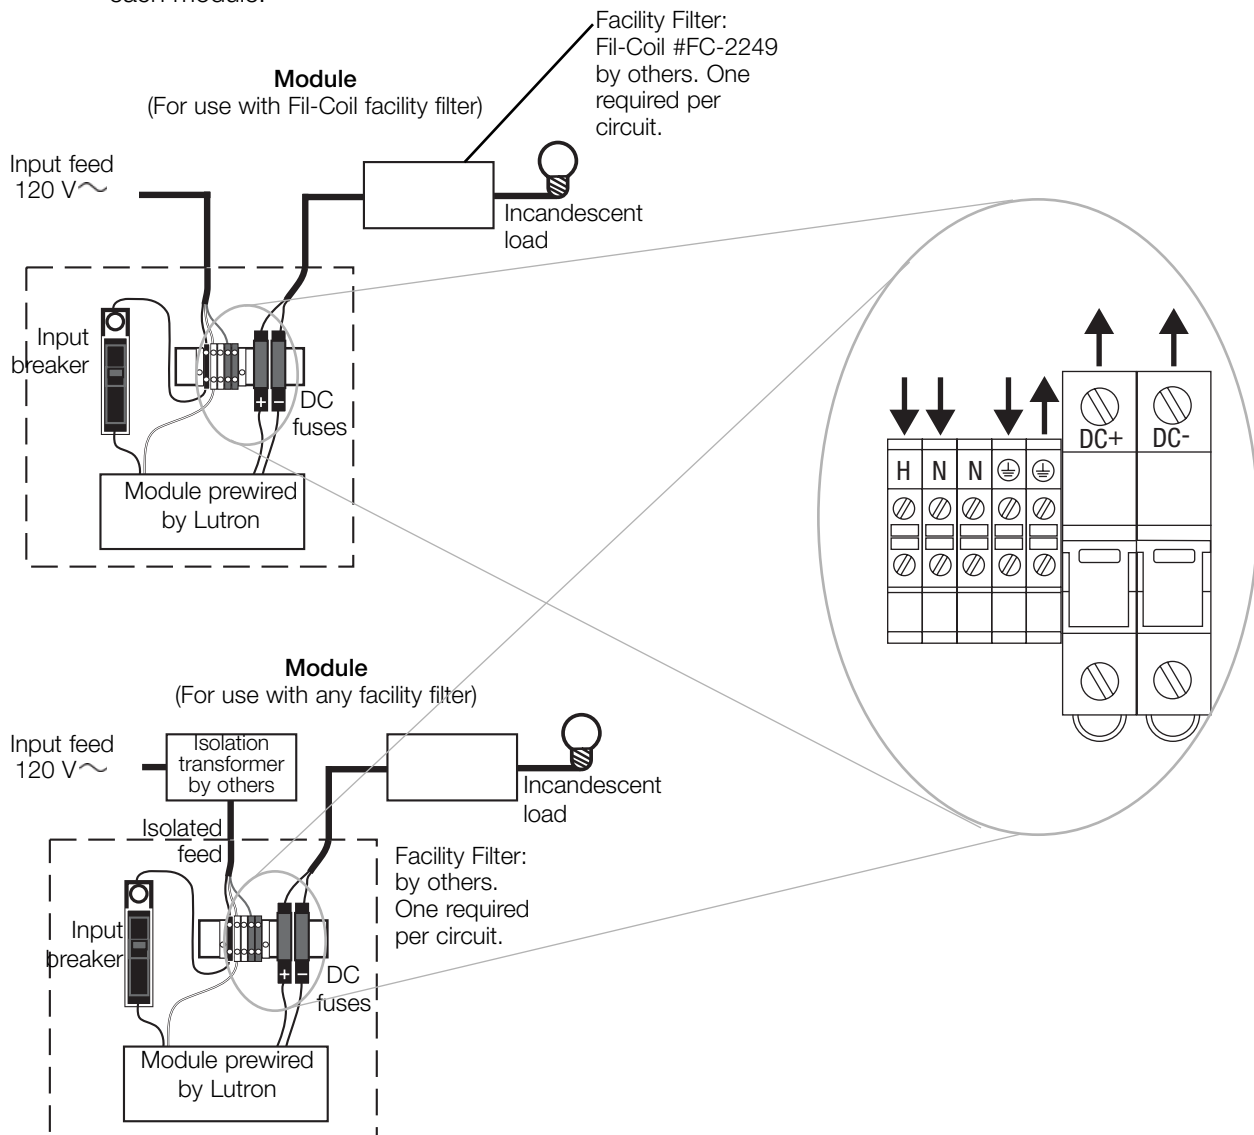 each module.
Facility Filter:
Fil-Coil #FC-2249
by others. One
required per
circuit.
Module
(For use with Fil-Coil facility filter)
Input feed
120 V～
Incandescent
load
Input
breaker
+ −
DC
fuses
Module prewired
by Lutron
DC+ DC-
H N N
Module
(For use with any facility filter)
Input feed
120 V～
Isolation
transformer
by others
Incandescent
load
Isolated
feed
Facility Filter:
by others.
One required
per circuit.
Input
breaker
+ −
DC
fuses
Module prewired
by Lutron